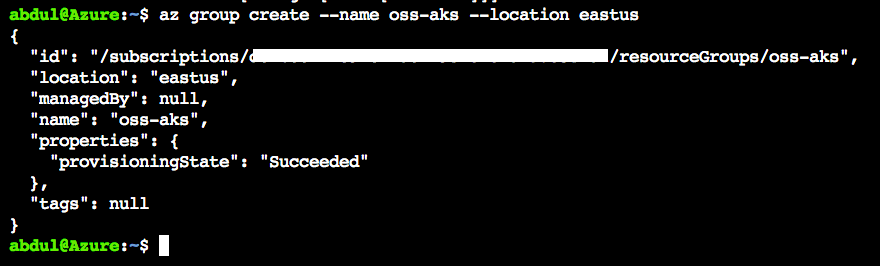 abdul@Azure:~$ az group create --name oss-aks --location eastus
{
  "id": "/subscriptions/ /resourceGroups/oss-aks",
  "location": "eastus",
  "managedBy": null,
  "name": "oss-aks",
  "properties": {
    "provisioningState": "Succeeded"
  },
  "tags": null
}
abdul@Azure:~$